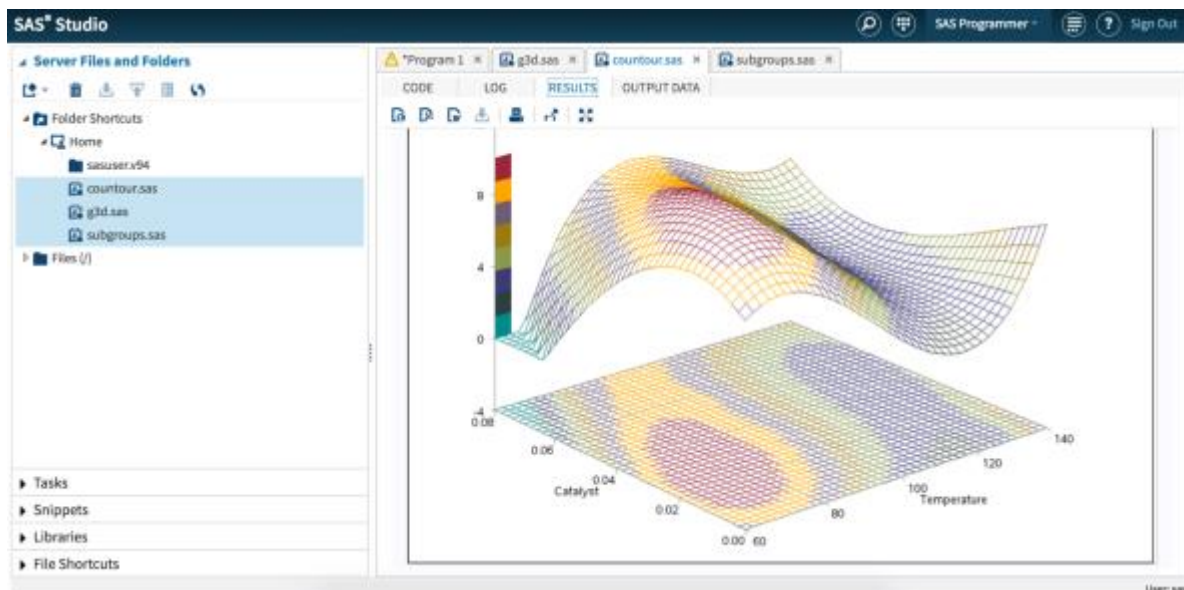 SAS® Studio
SAS Programmer
? Sign Out
Server Files and Folders
Folder Shortcuts
Home
sasuser.v94
countour.sas
g3d.sas
subgroups.sas
Files (/)
Tasks
Snippets
Libraries
File Shortcuts
*Program 1 × g3d.sas × countour.sas × subgroups.sas ×
CODE LOG RESULTS OUTPUT DATA
8
4
0
-4
0.08
0.06
0.04
Catalyst
0.02
0.00 60
80
100
Temperature
120
140